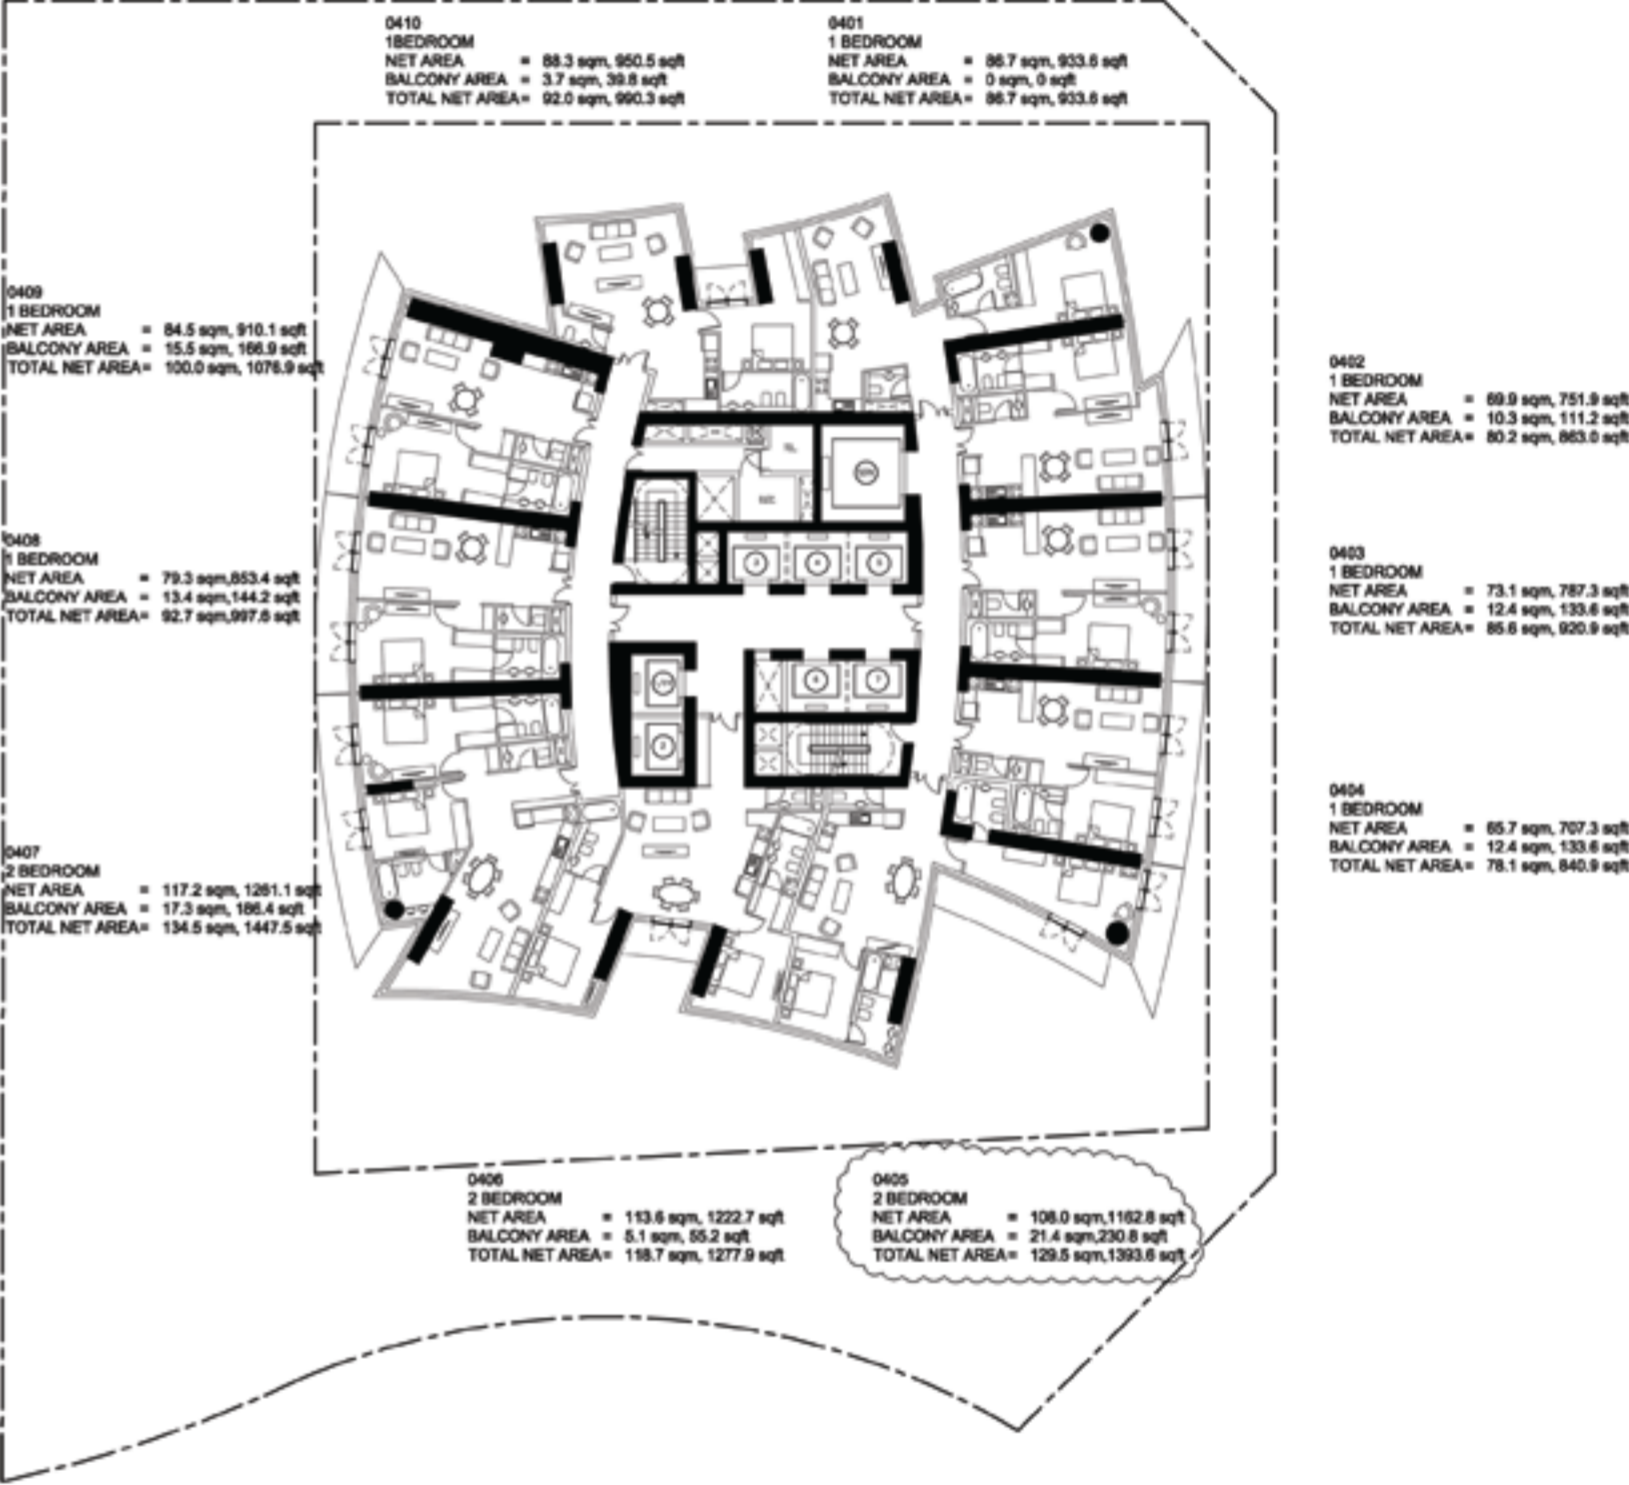 0410
1BEDROOM
NET AREA = 88.3 sqm, 950.5 sqft
BALCONY AREA = 3.7 sqm, 39.8 sqft
TOTAL NET AREA= 92.0 sqm, 990.3 sqft
0401
1 BEDROOM
NET AREA = 86.7 sqm, 933.6 sqft
BALCONY AREA = 0 sqm, 0 sqft
TOTAL NET AREA= 86.7 sqm, 933.6 sqft
0409
1 BEDROOM
NET AREA = 84.5 sqm, 910.1 sqft
BALCONY AREA = 15.5 sqm, 166.9 sqft
TOTAL NET AREA= 100.0 sqm, 1076.9 sqft
0402
1 BEDROOM
NET AREA = 69.9 sqm, 751.9 sqft
BALCONY AREA = 10.3 sqm, 111.2 sqft
TOTAL NET AREA= 80.2 sqm, 863.0 sqft
0408
1 BEDROOM
NET AREA = 79.3 sqm,853.4 sqft
BALCONY AREA = 13.4 sqm,144.2 sqft
TOTAL NET AREA= 92.7 sqm,997.6 sqft
0403
1 BEDROOM
NET AREA = 73.1 sqm, 787.3 sqft
BALCONY AREA = 12.4 sqm, 133.6 sqft
TOTAL NET AREA= 85.6 sqm, 920.9 sqft
0404
1 BEDROOM
NET AREA = 65.7 sqm, 707.3 sqft
BALCONY AREA = 12.4 sqm, 133.6 sqft
TOTAL NET AREA= 78.1 sqm, 840.9 sqft
0407
2 BEDROOM
NET AREA = 117.2 sqm, 1261.1 sqft
BALCONY AREA = 17.3 sqm, 186.4 sqft
TOTAL NET AREA= 134.5 sqm, 1447.5 sqft
0406
2 BEDROOM
NET AREA = 113.6 sqm, 1222.7 sqft
BALCONY AREA = 5.1 sqm, 55.2 sqft
TOTAL NET AREA= 118.7 sqm, 1277.9 sqft
0405
2 BEDROOM
NET AREA = 108.0 sqm,1162.8 sqft
BALCONY AREA = 21.4 sqm,230.8 sqft
TOTAL NET AREA= 129.5 sqm,1393.6 sqft